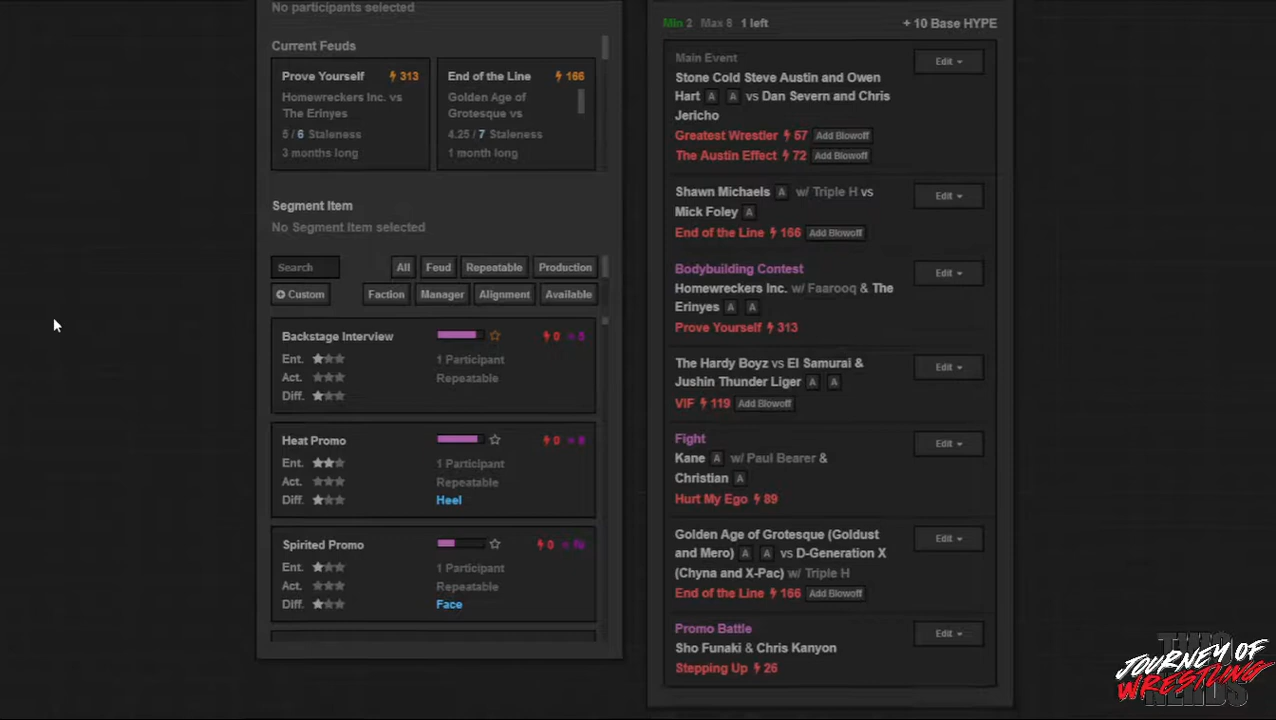 No participants selected
Current Feuds
Prove Yourself 313
Homewreckers Inc. vs
The Erinyes
5 / 6 Staleness
3 months long
End of the Line 166
Golden Age of
Grotesque vs
4.25 / 7 Staleness
1 month long
Segment Item
No Segment Item selected
Search All Feud Repeatable Production
Custom Faction Manager Alignment Available
Backstage Interview 0 5
Ent. 1 Participant
Act. Repeatable
Diff.
Heat Promo 0
Ent. 1 Participant
Act. Repeatable
Diff. Heel
Spirited Promo 0
Ent. 1 Participant
Act. Repeatable
Diff. Face
Min 2 Max 8 1 left + 10 Base HYPE
Main Event Edit
Stone Cold Steve Austin and Owen
Hart A A vs Dan Severn and Chris
Jericho
Greatest Wrestler 67 Add Blowoff
The Austin Effect 72 Add Blowoff
Shawn Michaels A w/ Triple H vs Edit
Mick Foley A
End of the Line 166 Add Blowoff
Bodybuilding Contest Edit
Homewreckers Inc. w/ Faarooq & The
Erinyes A A
Prove Yourself 313
The Hardy Boyz vs El Samurai & Edit
Jushin Thunder Liger A A
VIF 119 Add Blowoff
Fight Edit
Kane A w/ Paul Bearer &
Christian A
Hurt My Ego 89
Golden Age of Grotesque (Goldust Edit
and Mero) A A vs D-Generation X
(Chyna and X-Pac) w/ Triple H
End of the Line 166 Add Blowoff
Promo Battle Edit
Sho Funaki & Chris Kanyon
Stepping Up 26
JOURNEY OF
WRESTLING
NERDS